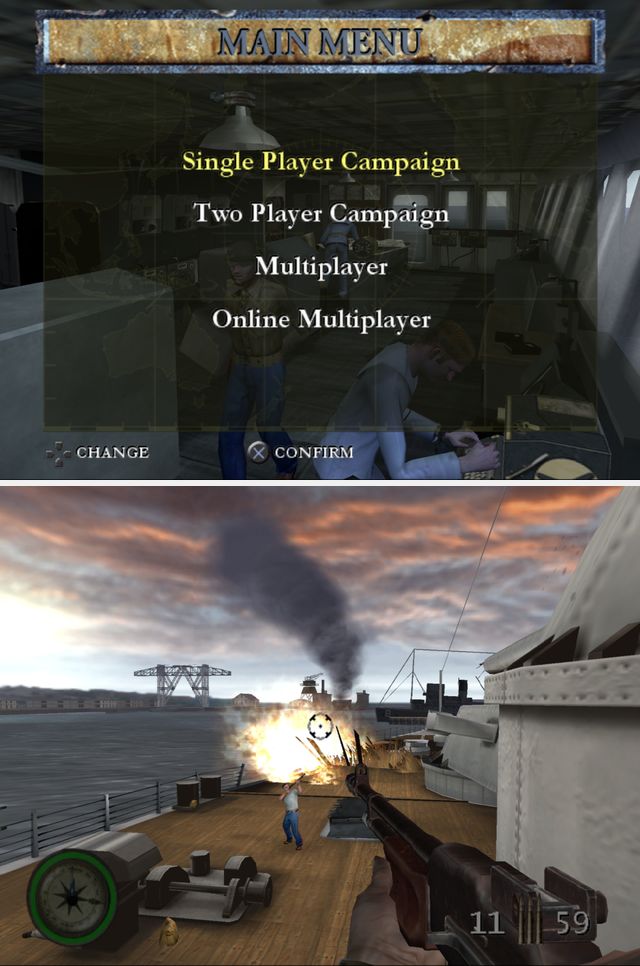 MAIN MENU
Single Player Campaign
Two Player Campaign
Multiplayer
Online Multiplayer
CHANGE
CONFIRM
11 59